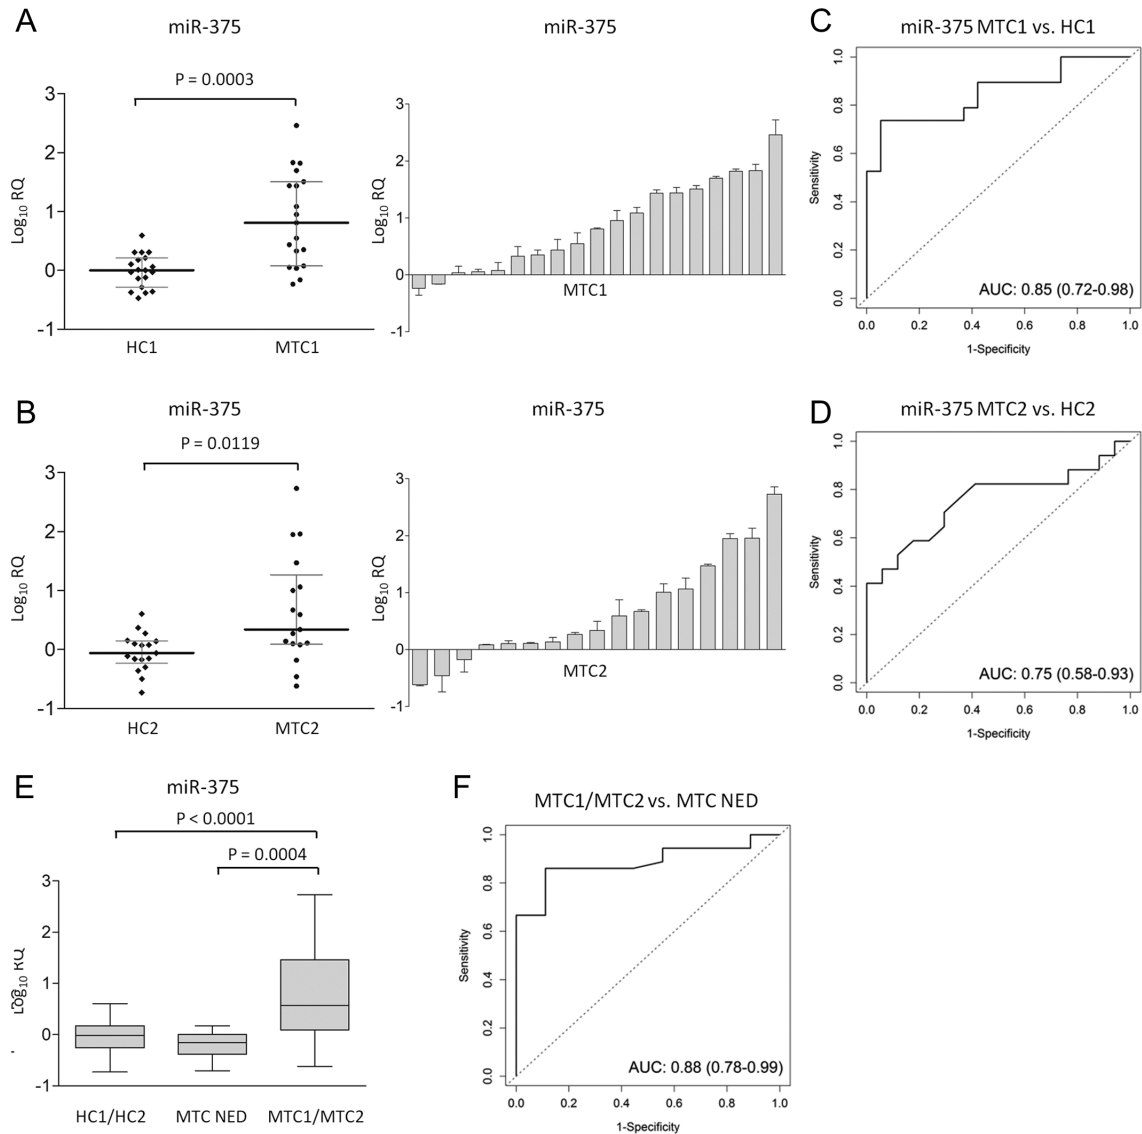 A
miR-375
P = 0.0003
Log10 RQ
3
2
1
0
-1
HC1
MTC1
miR-375
Log10 RQ
3
2
1
0
-1
MTC1
C
miR-375 MTC1 vs. HC1
Sensitivity
1.0
0.8
0.6
0.4
0.2
0.0
AUC: 0.85 (0.72-0.98)
0.0 0.2 0.4 0.6 0.8 1.0
1-Specificity
B
miR-375
P = 0.0119
Log10 RQ
3
2
1
0
-1
HC2
MTC2
miR-375
Log10 RQ
3
2
1
0
-1
MTC2
D
miR-375 MTC2 vs. HC2
Sensitivity
1.0
0.8
0.6
0.4
0.2
0.0
AUC: 0.75 (0.58-0.93)
0.0 0.2 0.4 0.6 0.8 1.0
1-Specificity
E
miR-375
P < 0.0001
P = 0.0004
Log10 RQ
3
2
1
0
-1
HC1/HC2 MTC NED MTC1/MTC2
F
MTC1/MTC2 vs. MTC NED
Sensitivity
1.0
0.8
0.6
0.4
0.2
0.0
AUC: 0.88 (0.78-0.99)
0.0 0.2 0.4 0.6 0.8 1.0
1-Specificity